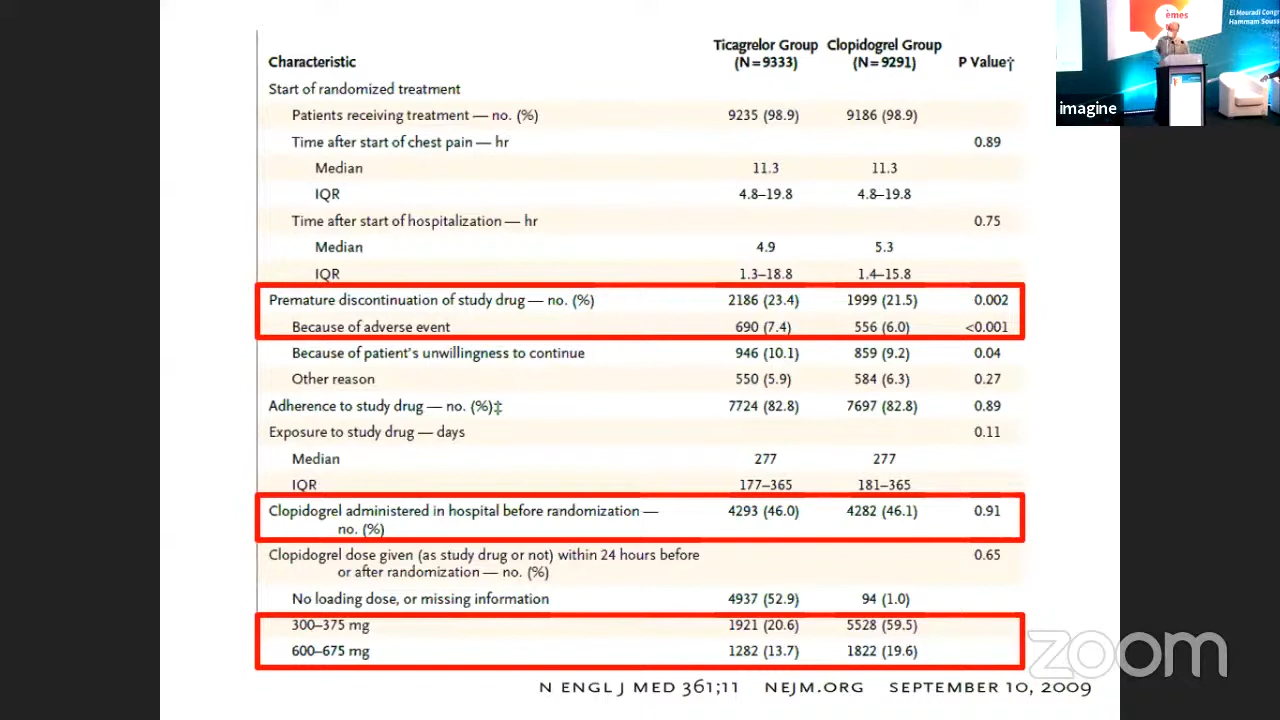 Ticagrelor Group Clopidogrel Group
Characteristic (N = 9333) (N = 9291) P Value†
Start of randomized treatment
Patients receiving treatment — no. (%) 9235 (98.9) 9186 (98.9)
Time after start of chest pain — hr 0.89
Median 11.3 11.3
IQR 4.8–19.8 4.8–19.8
Time after start of hospitalization — hr 0.75
Median 4.9 5.3
IQR 1.3–18.8 1.4–15.8
Premature discontinuation of study drug — no. (%) 2186 (23.4) 1999 (21.5) 0.002
Because of adverse event 690 (7.4) 556 (6.0) <0.001
Because of patient's unwillingness to continue 946 (10.1) 859 (9.2) 0.04
Other reason 550 (5.9) 584 (6.3) 0.27
Adherence to study drug — no. (%)‡ 7724 (82.8) 7697 (82.8) 0.89
Exposure to study drug — days 0.11
Median 277 277
IQR 177–365 181–365
Clopidogrel administered in hospital before randomization — 4293 (46.0) 4282 (46.1) 0.91
no. (%)
Clopidogrel dose given (as study drug or not) within 24 hours before 0.65
or after randomization — no. (%)
No loading dose, or missing information 4937 (52.9) 94 (1.0)
300–375 mg 1921 (20.6) 5528 (59.5)
600–675 mg 1282 (13.7) 1822 (19.6)
N ENGL J MED 361;11 NEJM.ORG SEPTEMBER 10, 2009
èmes
El Mouradi Congr
Hammam Souss
imagine
zoom